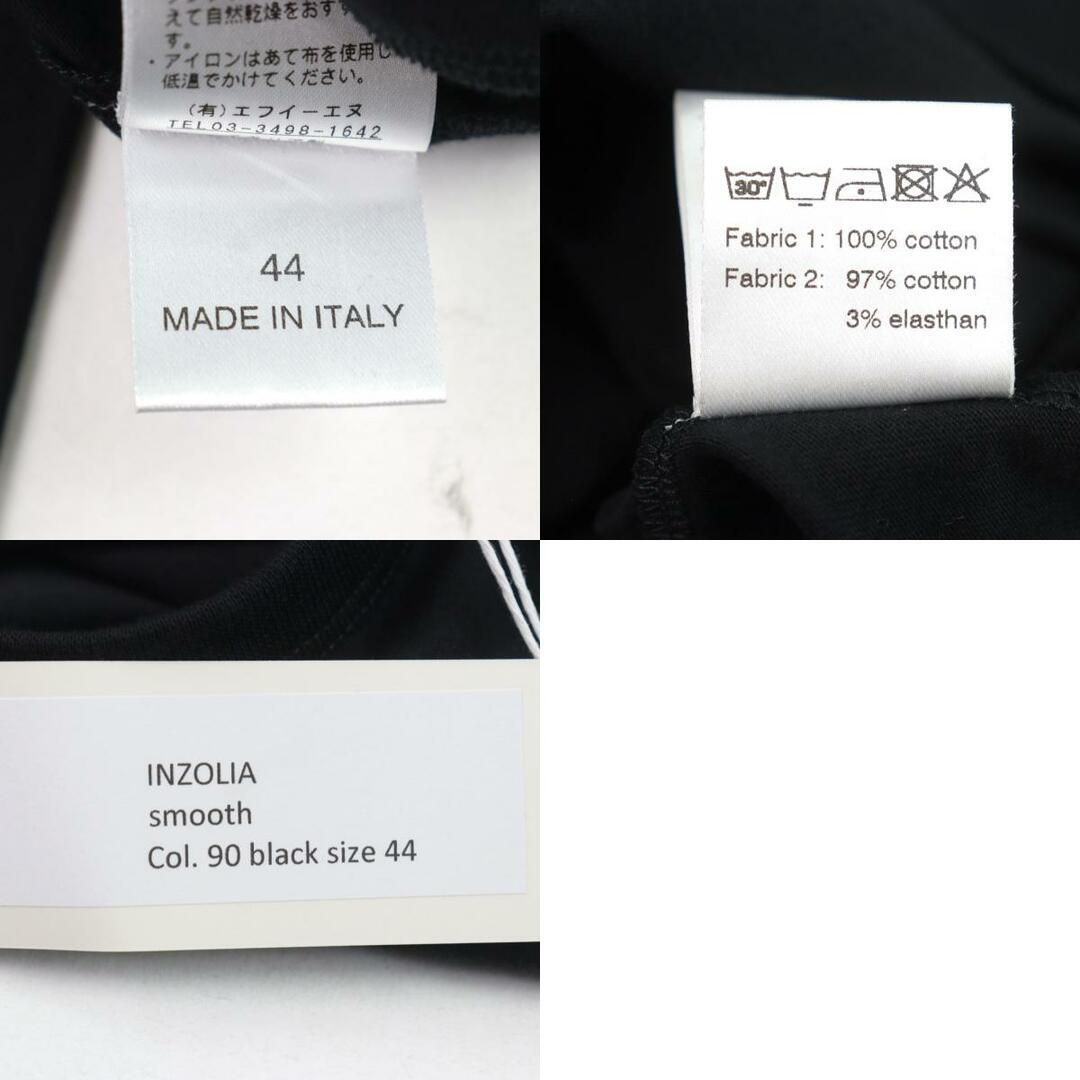 えて自然乾燥をおす
す。
・アイロンはあて布を使用し
低温でかけてください。
(有)エフイーエヌ
TEL03-3498-1642
44
MADE IN ITALY
30°
Fabric 1: 100% cotton
Fabric 2: 97% cotton
3% elasthan
INZOLIA
smooth
Col. 90 black size 44